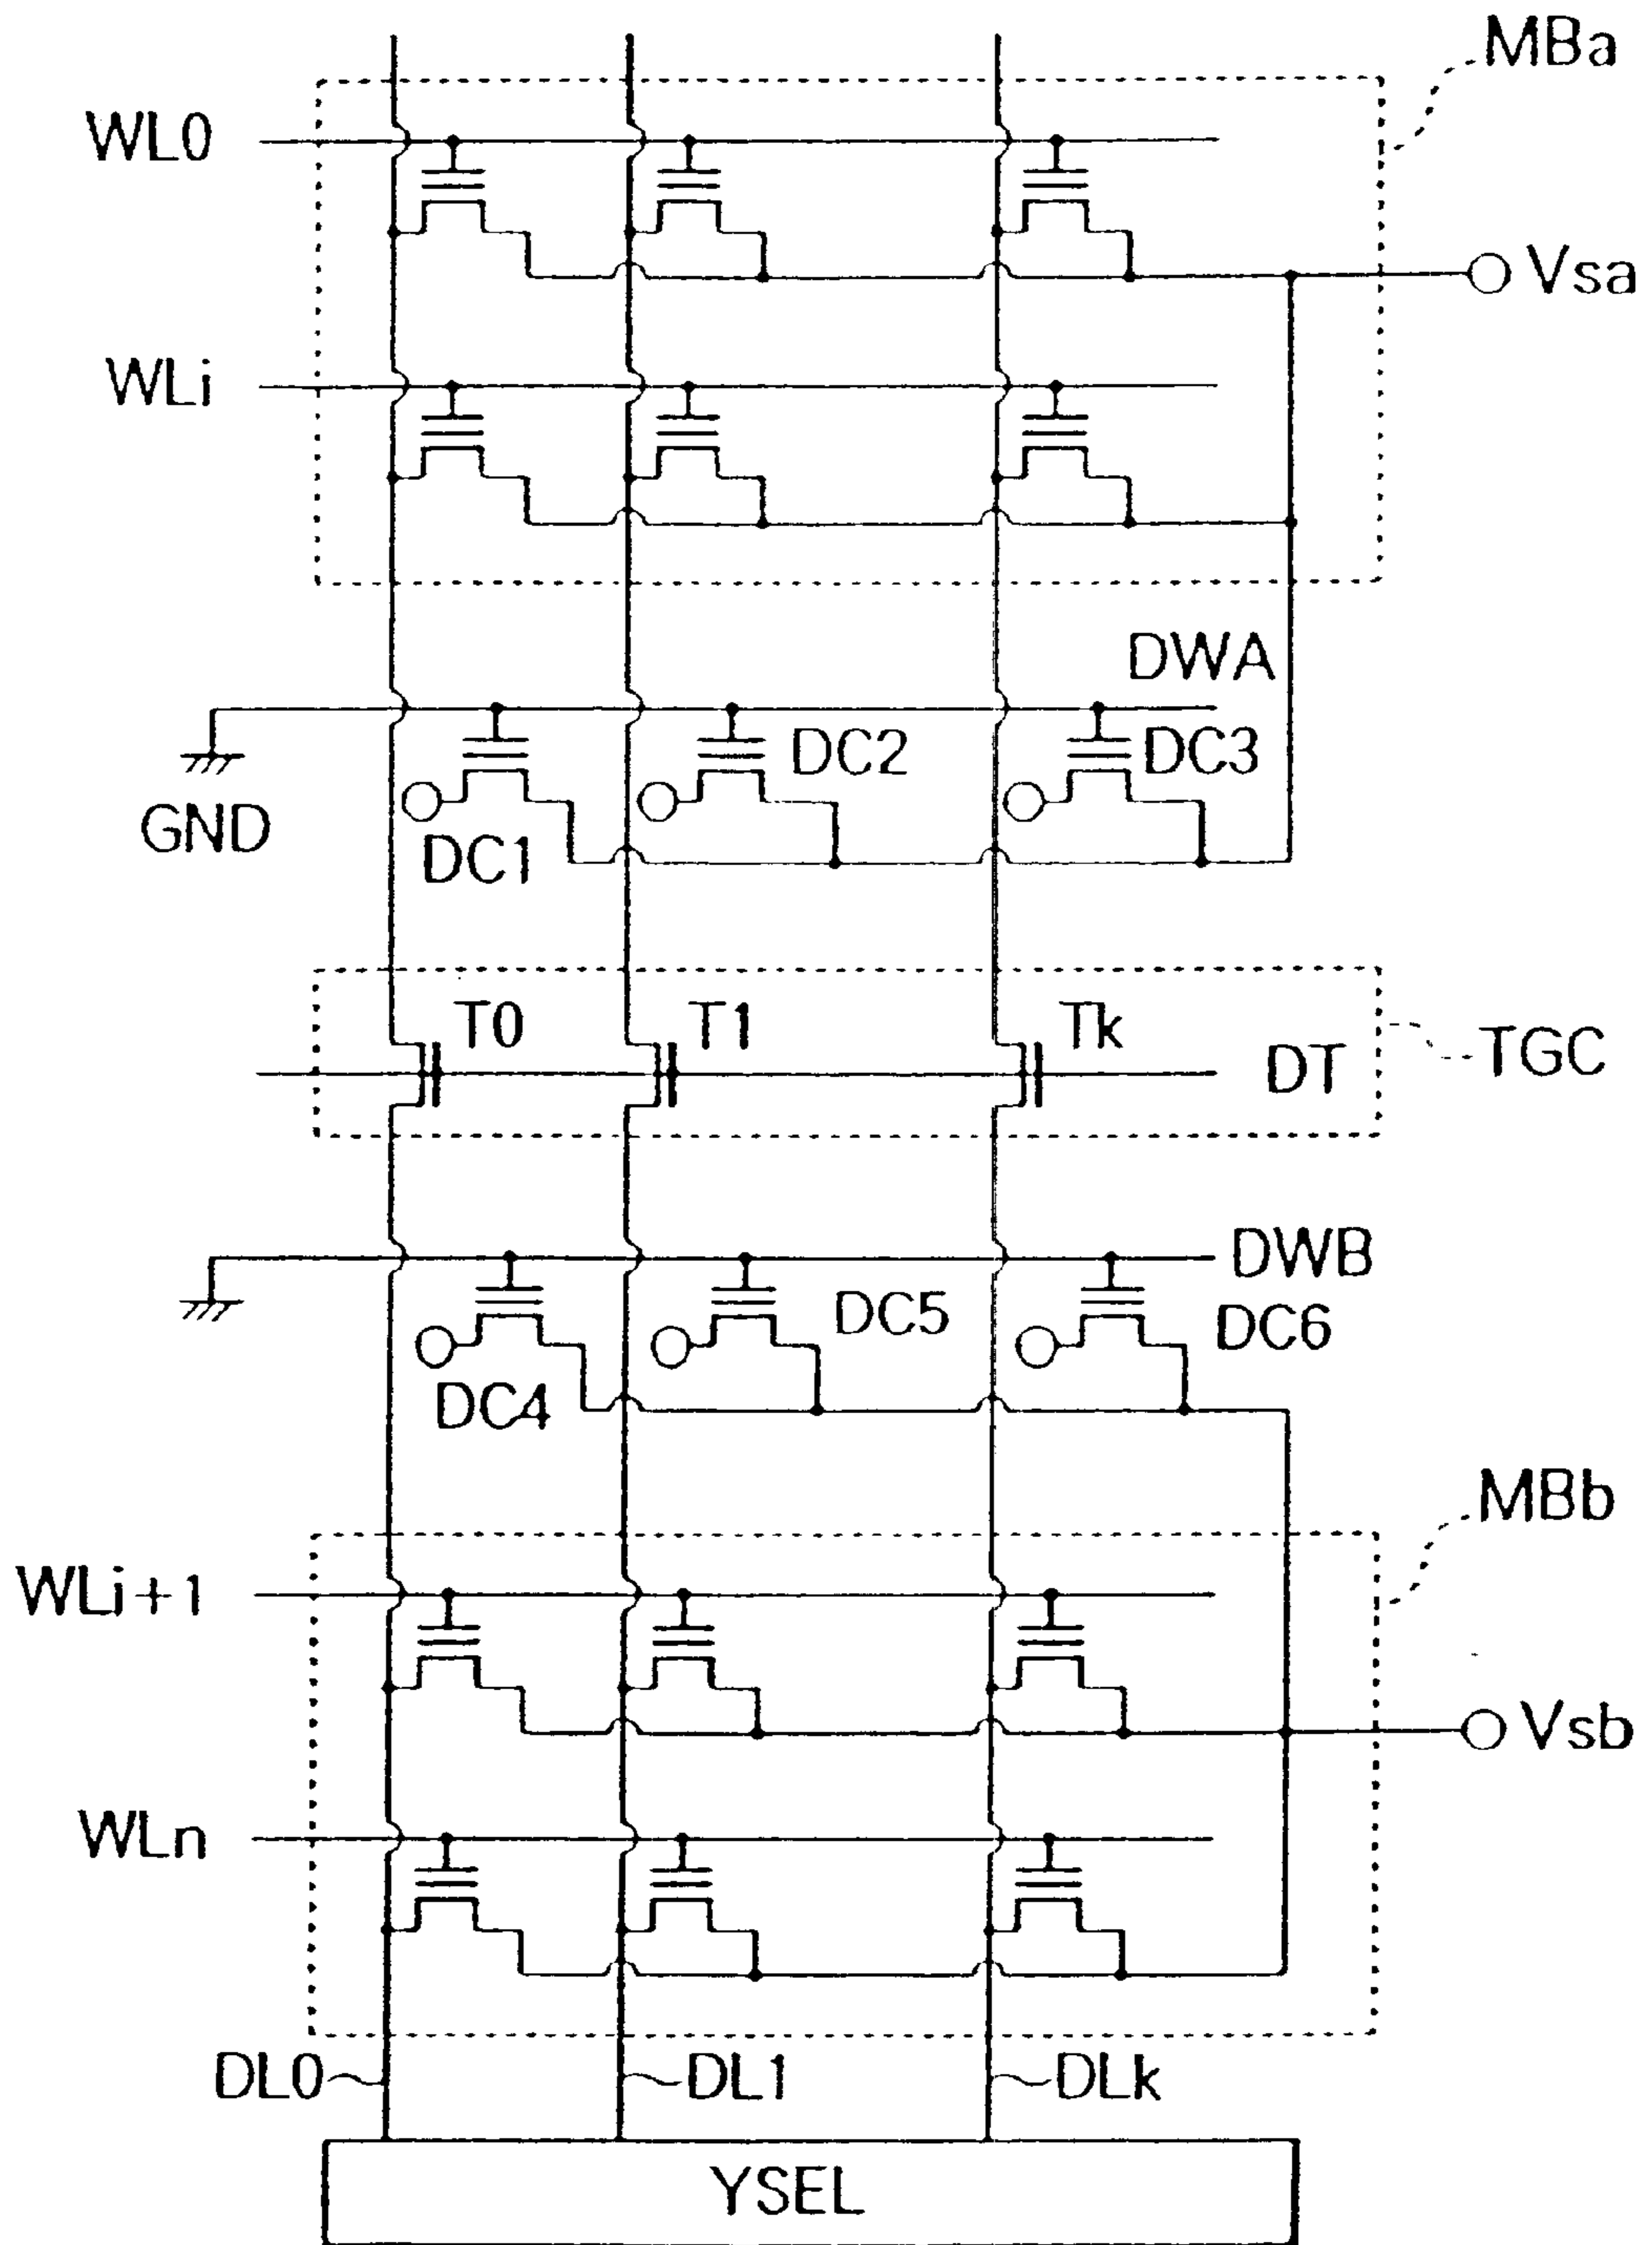 MBa
WL0
Vsa
WLi
DWA
DC2
DC3
GND
DC1
T0
T1
Tk
DT
TGC
DWB
DC5
DC6
DC4
MBb
WLi+1
Vsb
WLn
DL0
DL1
DLk
YSEL